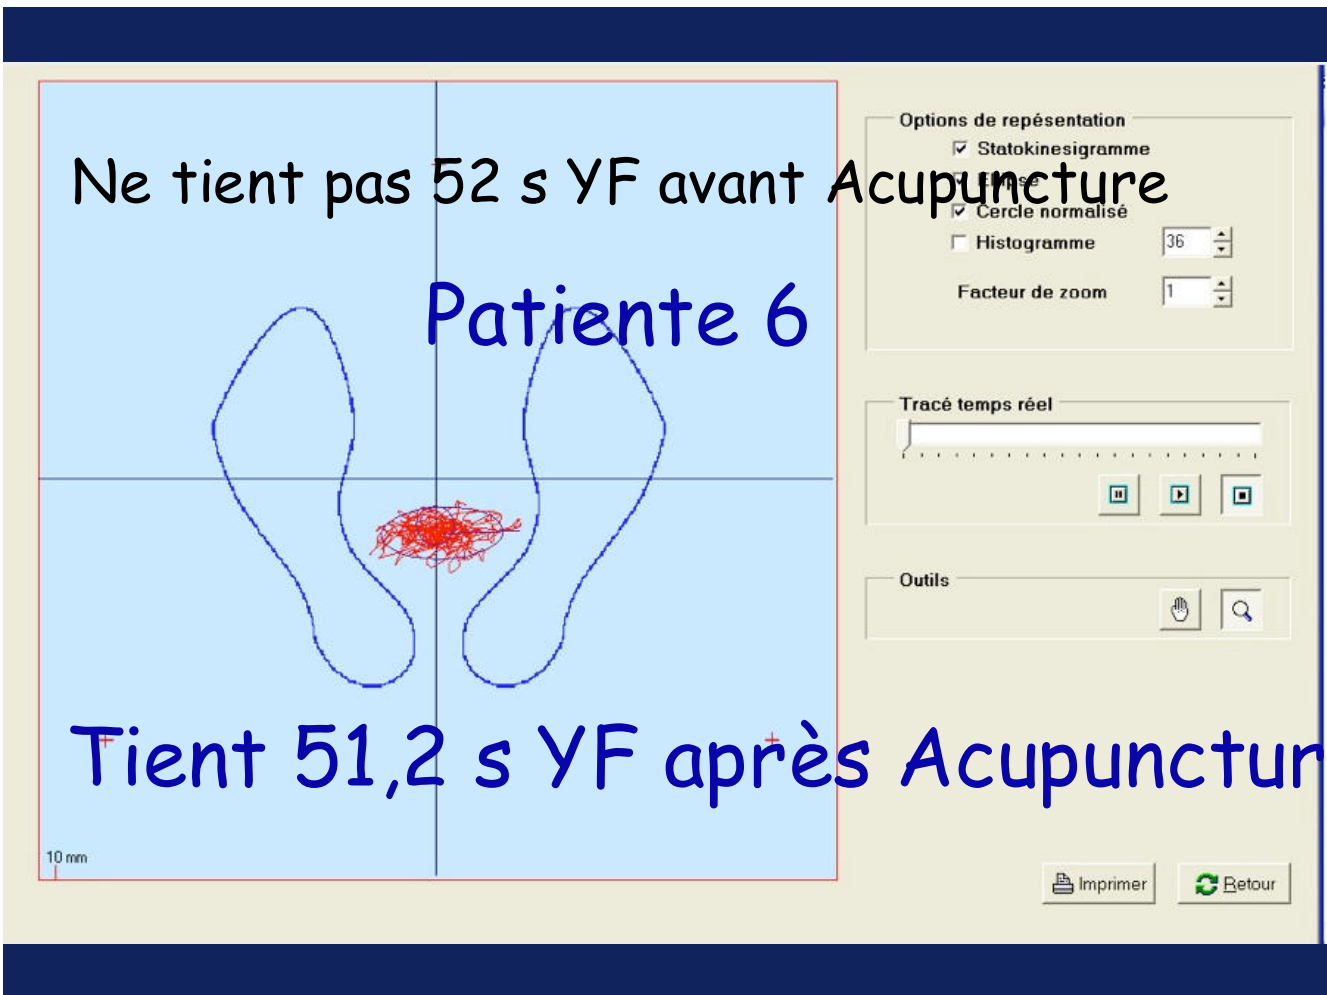 Options de repésentation
Statokinesigramme
Ne tient pas 52 s YF avant Acupuncture
Ellipse
Cercle normalisé
Histogramme 36
Patiente 6
Facteur de zoom 1
Tracé temps réel
Outils
Tient 51,2 s YF après Acupunctur
10 mm
Imprimer
Retour